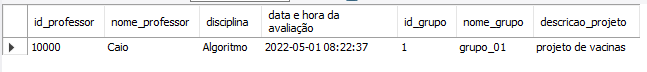 id_professor nome_professor disciplina data e hora da avaliação id_grupo nome_grupo descricao_projeto
10000 Caio Algoritmo 2022-05-01 08:22:37 1 grupo_01 projeto de vacinas